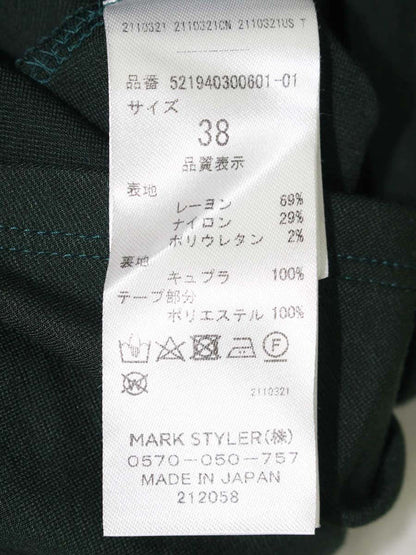 2110321 2110321CN 2110321US T
品番 521940300601-01
サイズ
38
品質表示
表地
レーヨン 69%
ナイロン 29%
ポリウレタン 2%
裏地
キュプラ 100%
テープ部分
ポリエステル 100%
F
W
2110321
MARK STYLER(株)
0570-050-757
MADE IN JAPAN
212058